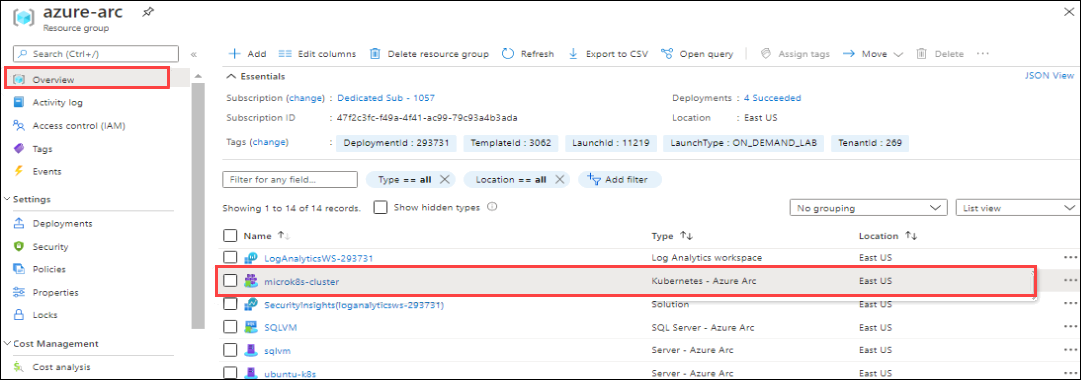 azure-arc
Resource group
Search (Ctrl+/)
Overview
Activity log
Access control (IAM)
Tags
Events
Settings
Deployments
Security
Policies
Properties
Locks
Cost Management
Cost analysis
Add Edit columns Delete resource group Refresh Export to CSV Open query Assign tags Move Delete
Essentials JSON View
Subscription (change) : Dedicated Sub - 1057 Deployments : 4 Succeeded
Subscription ID : 47f2c3fc-f49a-4f41-ac99-79c93a4b3ada Location : East US
Tags (change) : DeploymentId : 293731 TemplateId : 3062 LaunchId : 11219 LaunchType : ON_DEMAND_LAB TenantId : 269
Filter for any field... Type == all Location == all Add filter
Showing 1 to 14 of 14 records. Show hidden types No grouping List view
Name Type Location
LogAnalyticsWS-293731 Log Analytics workspace East US
microk8s-cluster Kubernetes - Azure Arc East US
SecurityInsights(loganalyticsws-293731) Solution East US
SQLVM SQL Server - Azure Arc East US
sqlvm Server - Azure Arc East US
ubuntu-k8s Server - Azure Arc East US